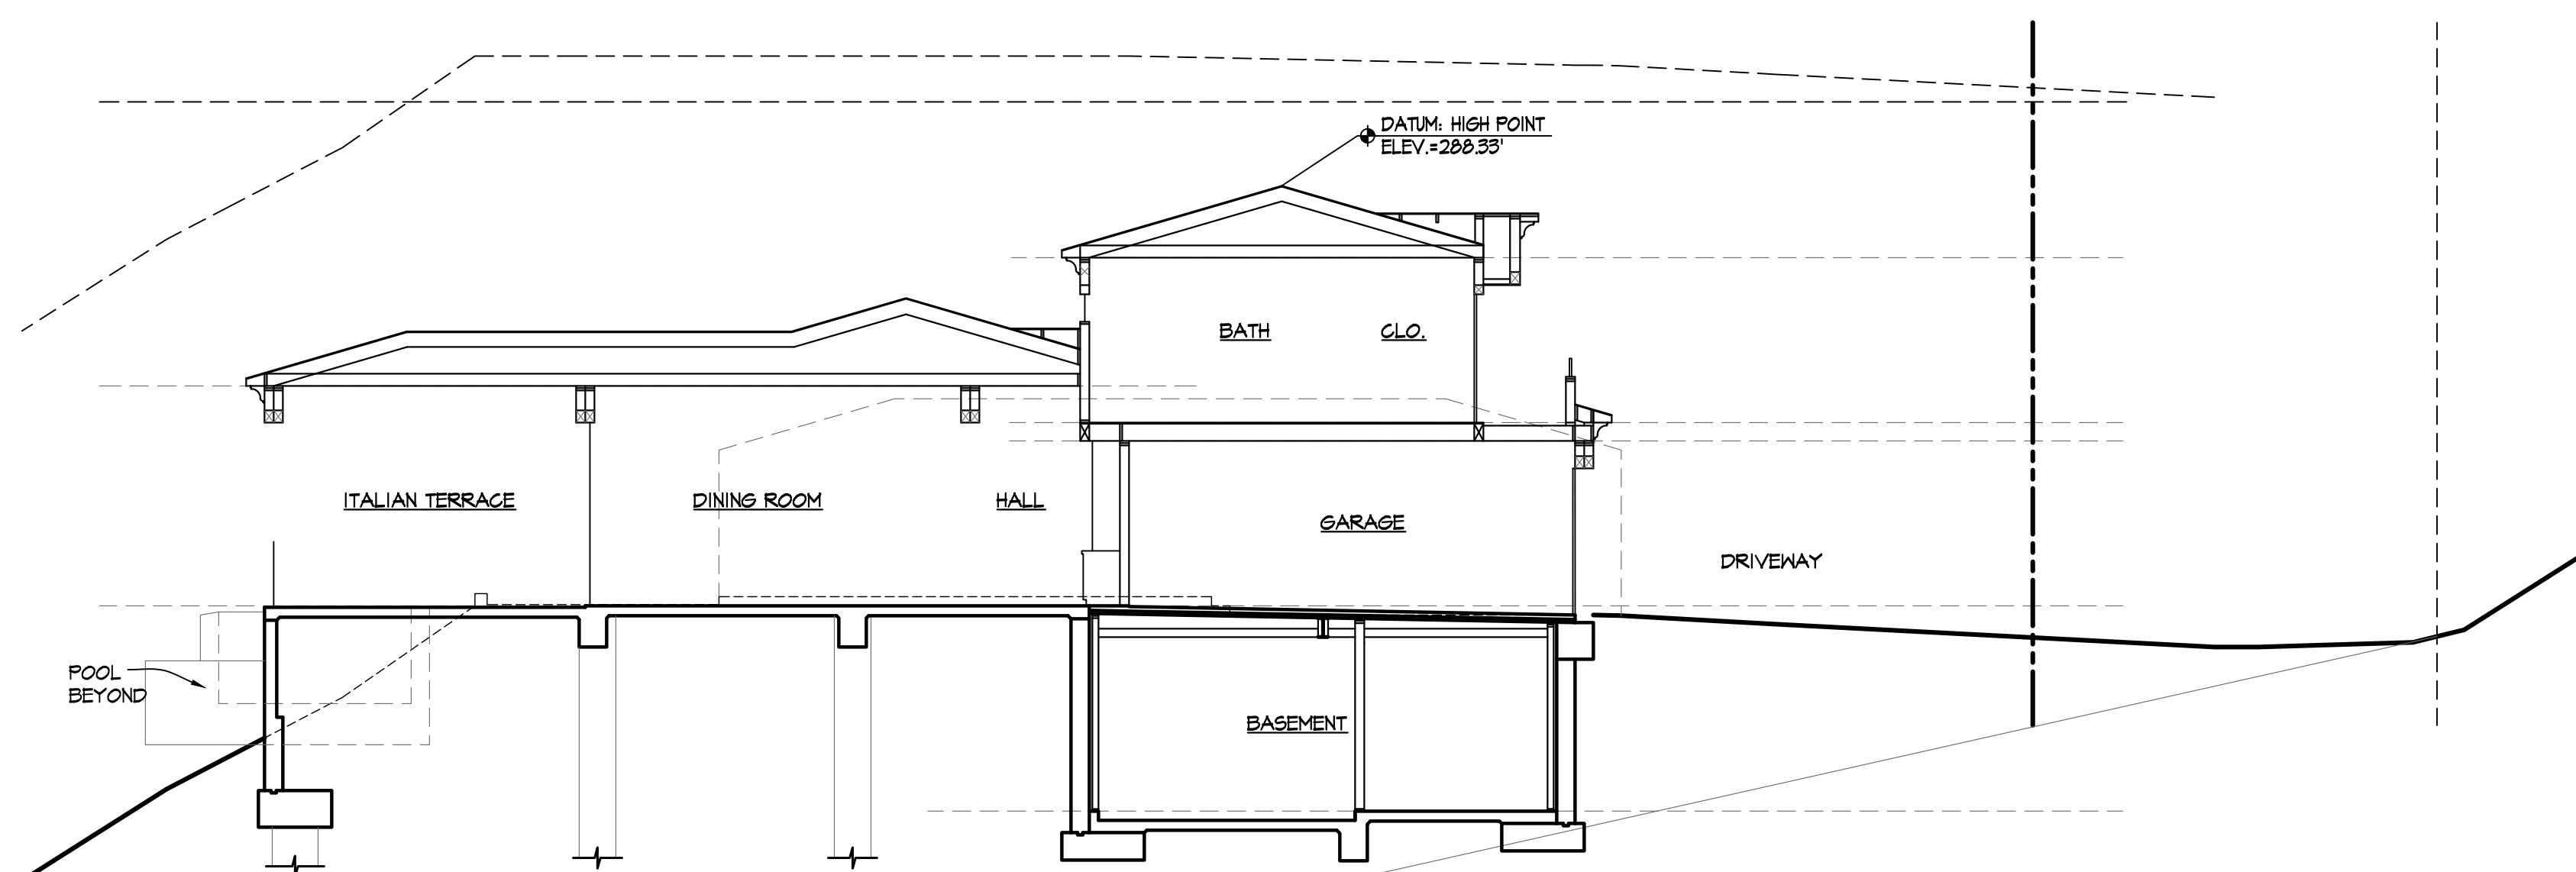 DATUM: HIGH POINT
ELEV.=288.33'
BATH
CLO.
ITALIAN TERRACE
DINING ROOM
HALL
GARAGE
DRIVEWAY
POOL
BEYOND
BASEMENT